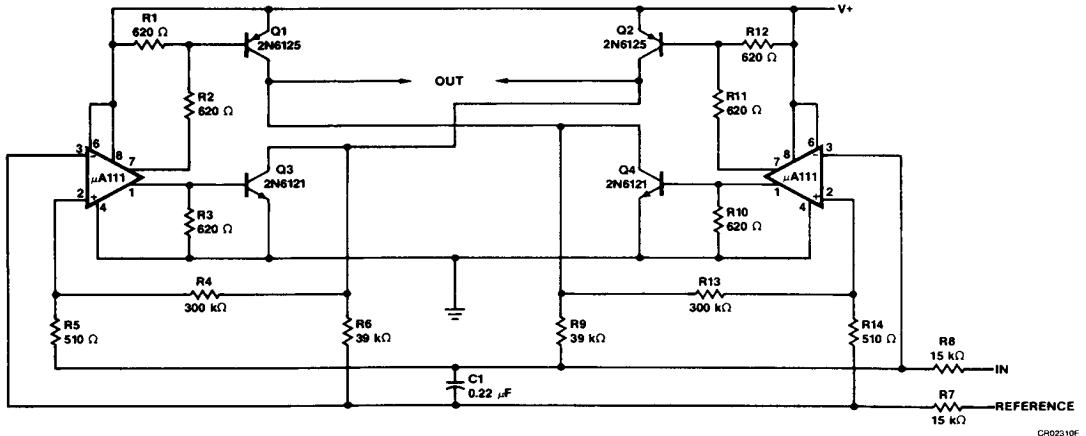 V+
R1
620 Ω
Q1
2N6125
Q2
2N6125
R12
620 Ω
OUT
R2
620 Ω
R11
620 Ω
6
3
8
7
µA111
2
1
4
Q3
2N6121
Q4
2N6121
6
3
8
7
µA111
1
2
4
R3
620 Ω
R10
620 Ω
R4
300 kΩ
R13
300 kΩ
R5
510 Ω
R6
39 kΩ
R9
39 kΩ
R14
510 Ω
R8
15 kΩ
IN
C1
0.22 µF
R7
15 kΩ
REFERENCE
CR02310F